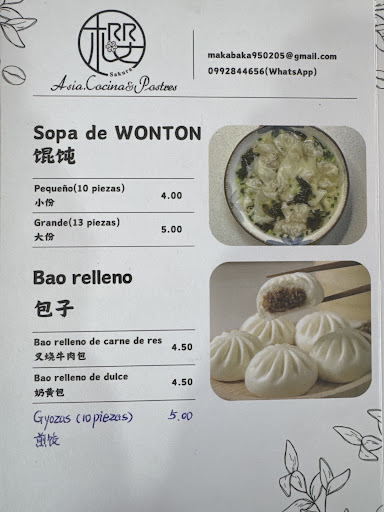 樱
Sakura
Asia.Cocina&Postres
makabaka950205@gmail.com
0992844656(WhatsApp)
Sopa de WONTON
馄饨
Pequeño(10 piezas)
小份
4.00
Grande(13 piezas)
大份
5.00
Bao relleno
包子
Bao relleno de carne de res
叉烧牛肉包
4.50
Bao relleno de dulce
奶黄包
4.50
Gyozas (10 piezas) 5.00
煎饺